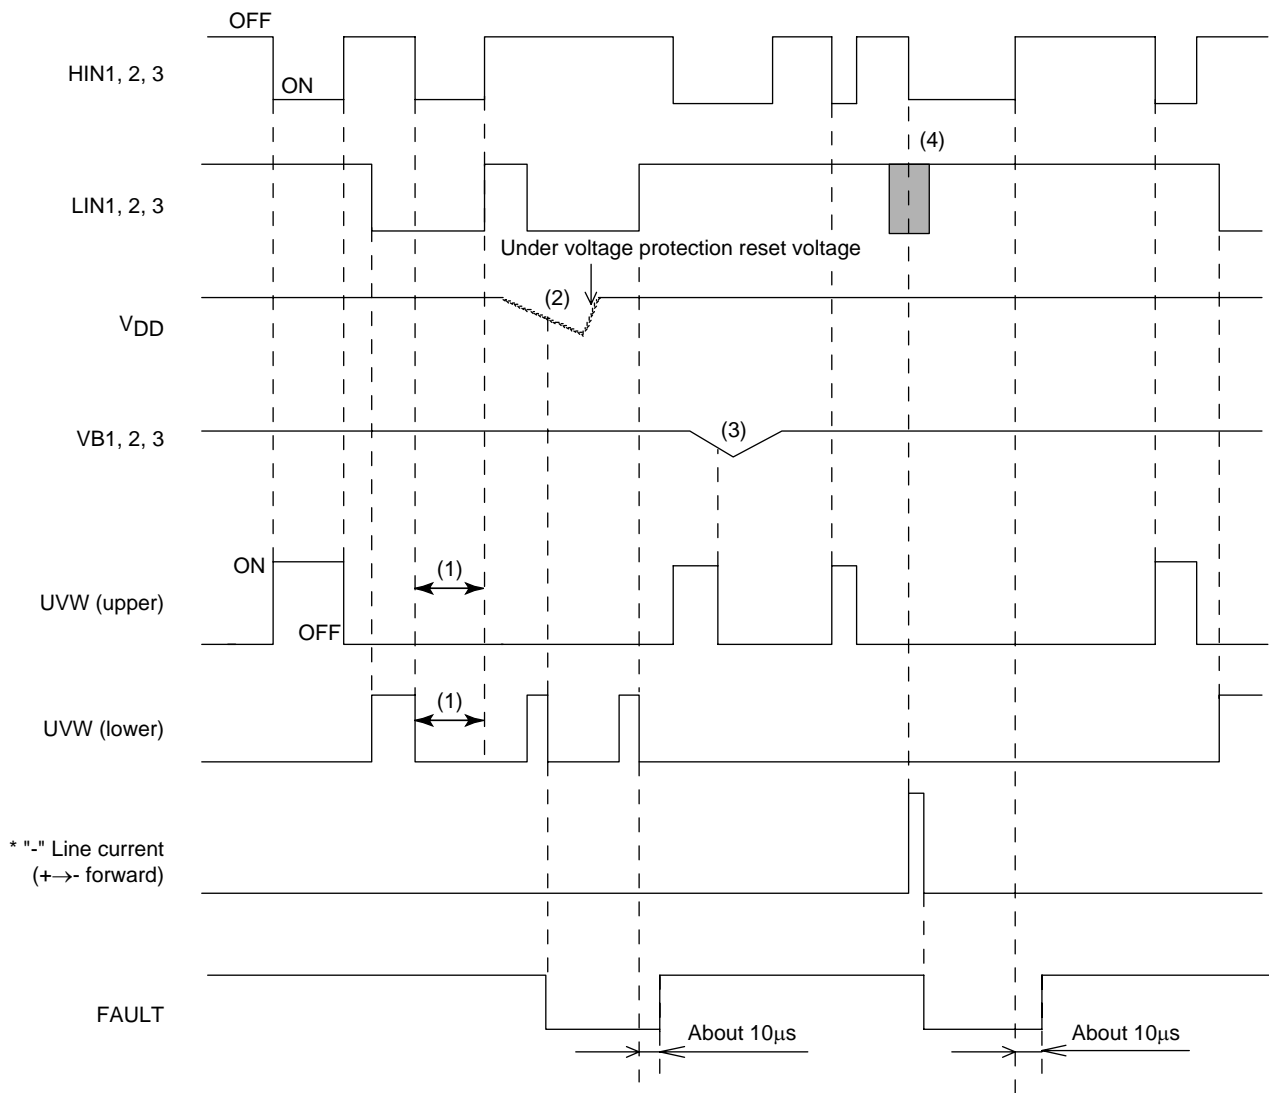 OFF
HIN1, 2, 3
ON
(4)
LIN1, 2, 3
Under voltage protection reset voltage
(2)
VDD
(3)
VB1, 2, 3
ON
(1)
UVW (upper)
OFF
(1)
UVW (lower)
* "-" Line current
(+→- forward)
FAULT
About 10μs
About 10μs